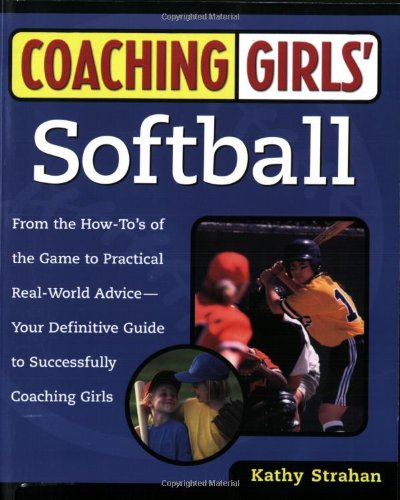 COACHING GIRLS'
Softball
From the How-To's of
the Game to Practical
Real-World Advice—
Your Definitive Guide
to Successfully
Coaching Girls
1
Kathy Strahan